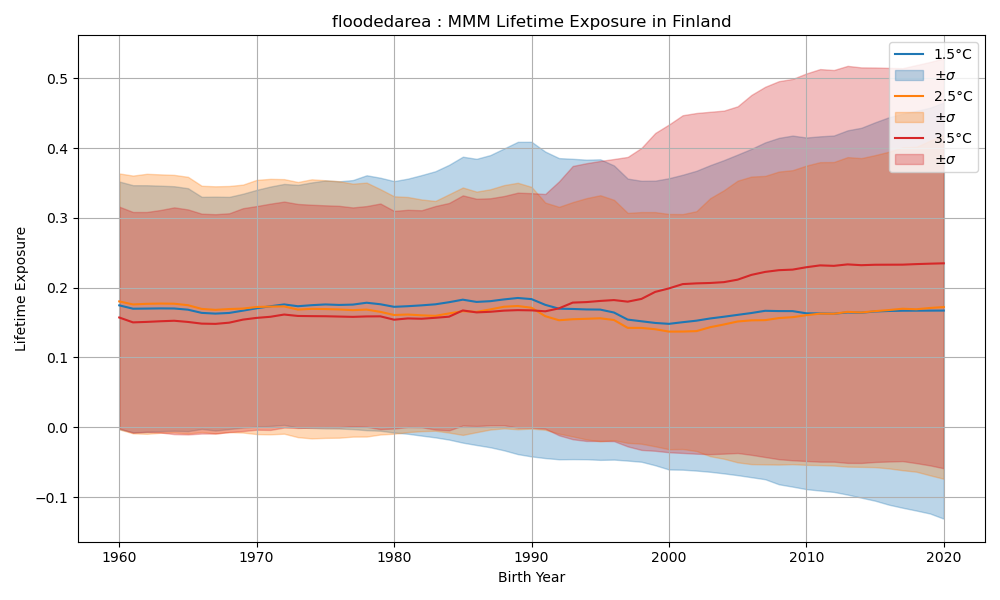 floodedarea : MMM Lifetime Exposure in Finland
1.5°C
±σ
2.5°C
±σ
3.5°C
±σ
Lifetime Exposure
0.5
0.4
0.3
0.2
0.1
0.0
−0.1
1960 1970 1980 1990 2000 2010 2020
Birth Year